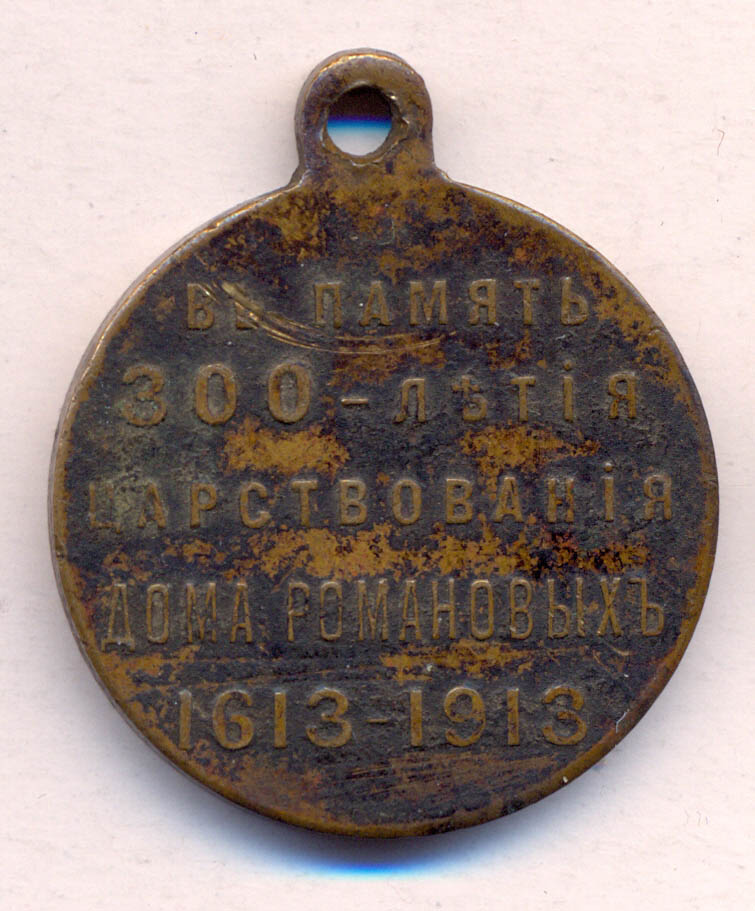 ВЪ ПАМЯТЬ
300-ЛѢТІЯ
ЦАРСТВОВАНІЯ
ДОМА РОМАНОВЫХЪ
1613-1913